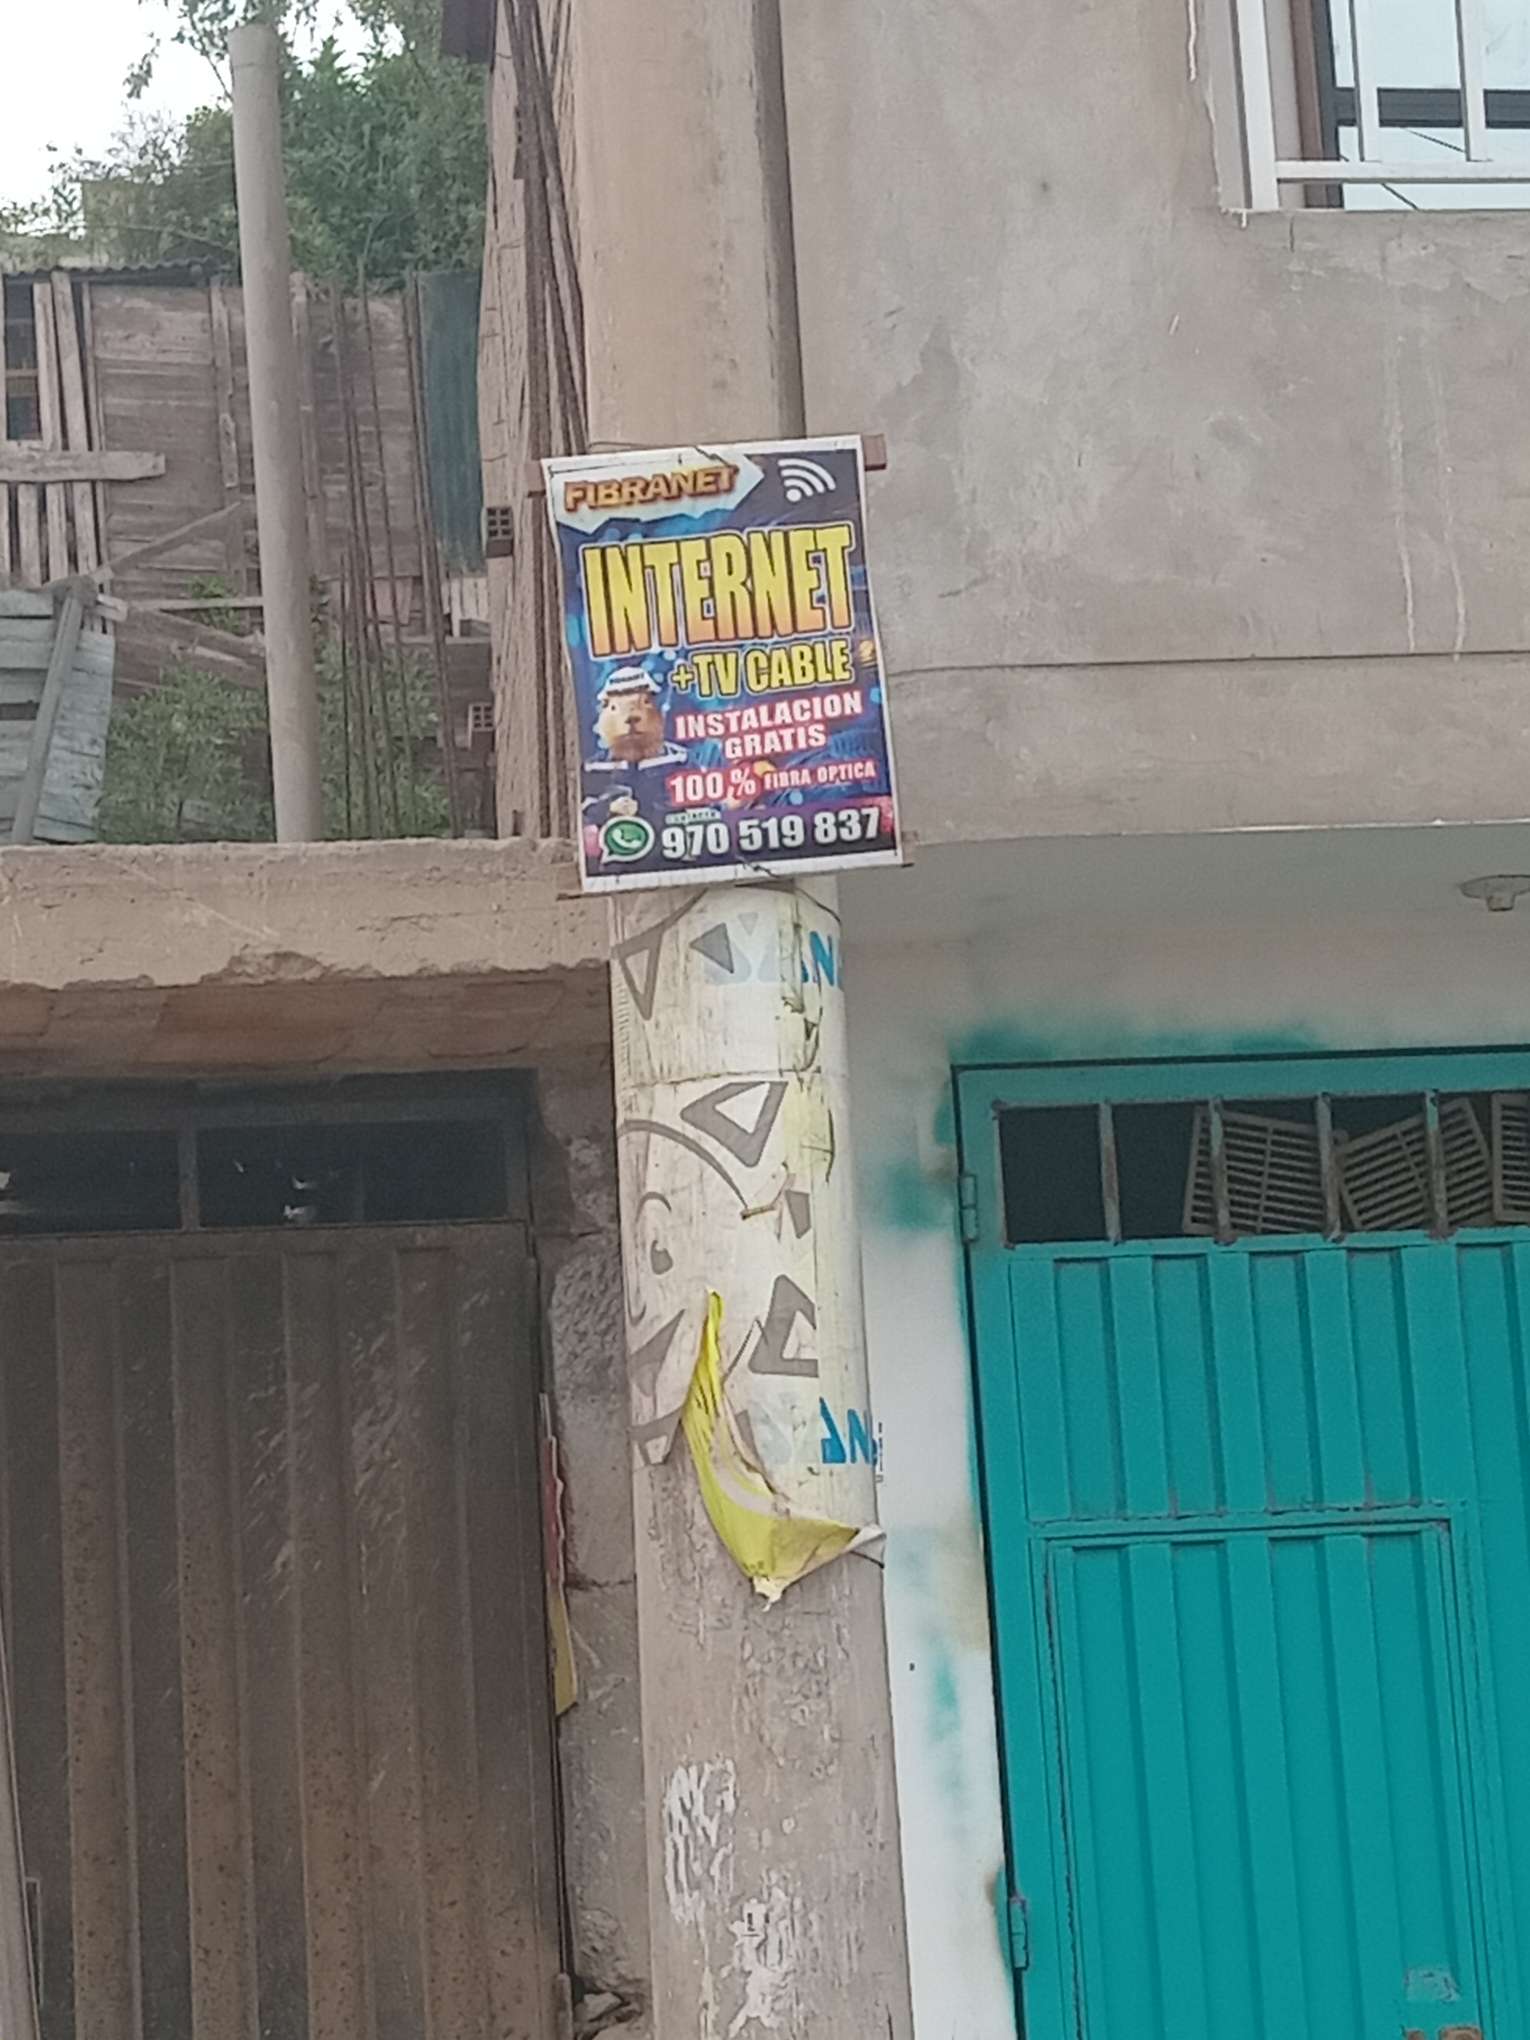 FIBRANET
INTERNET
+TV CABLE
INSTALACION
GRATIS
100% FIBRA OPTICA
970 519 837